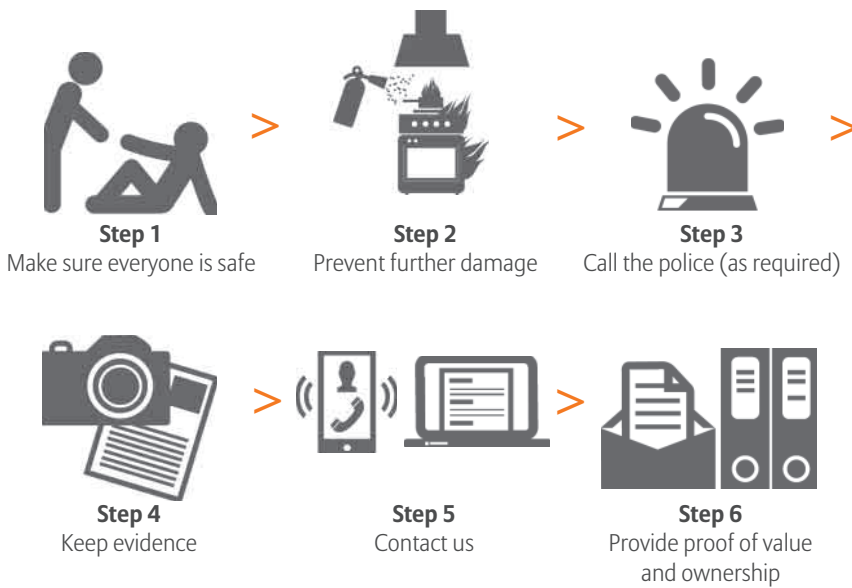 Step 1
Make sure everyone is safe
Step 2
Prevent further damage
Step 3
Call the police (as required)
Step 4
Keep evidence
Step 5
Contact us
Step 6
Provide proof of value
and ownership